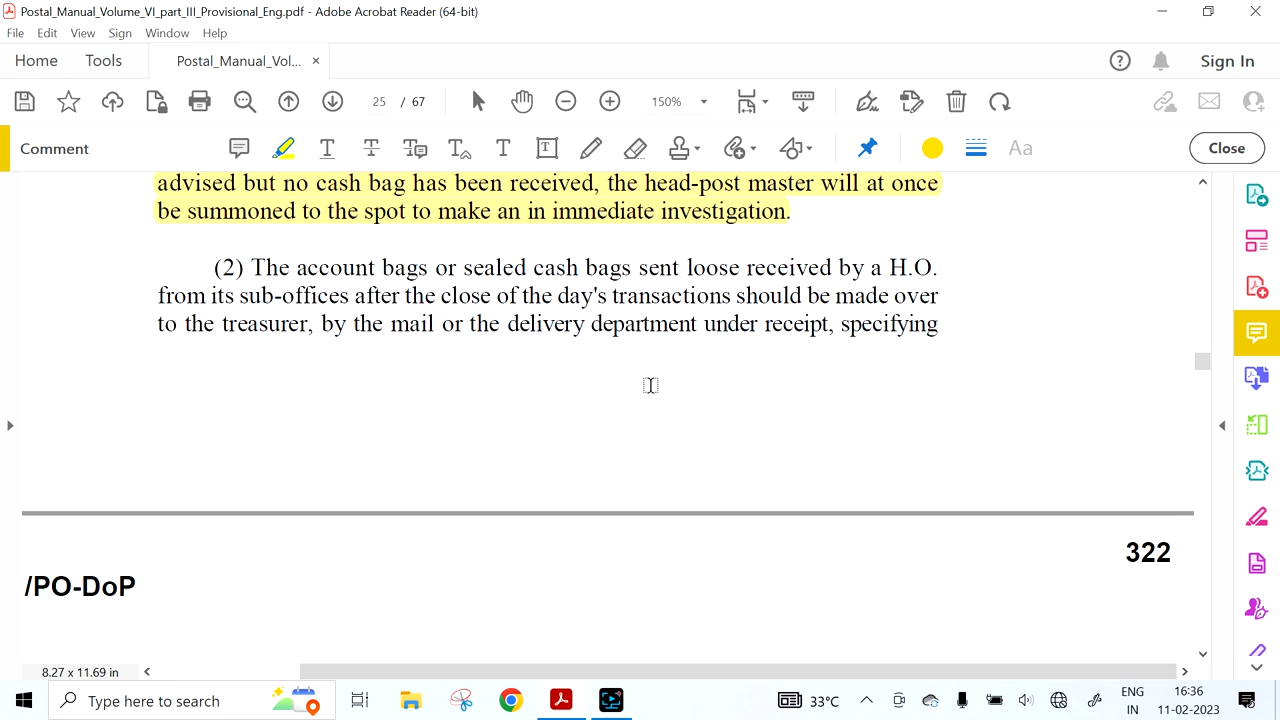 Postal_Manual_Volume_VI_part_III_Provisional_Eng.pdf - Adobe Acrobat Reader (64-bit)
File Edit View Sign Window Help
Home Tools Postal_Manual_Vol... × Sign In
25 / 67 150%
Comment Aa Close
advised but no cash bag has been received, the head-post master will at once
be summoned to the spot to make an in immediate investigation.
(2) The account bags or sealed cash bags sent loose received by a H.O.
from its sub-offices after the close of the day's transactions should be made over
to the treasurer, by the mail or the delivery department under receipt, specifying
322
/PO-DoP
8.27 x 11.69 in
Type here to search 33°C ENG 16:36
IN 11-02-2023